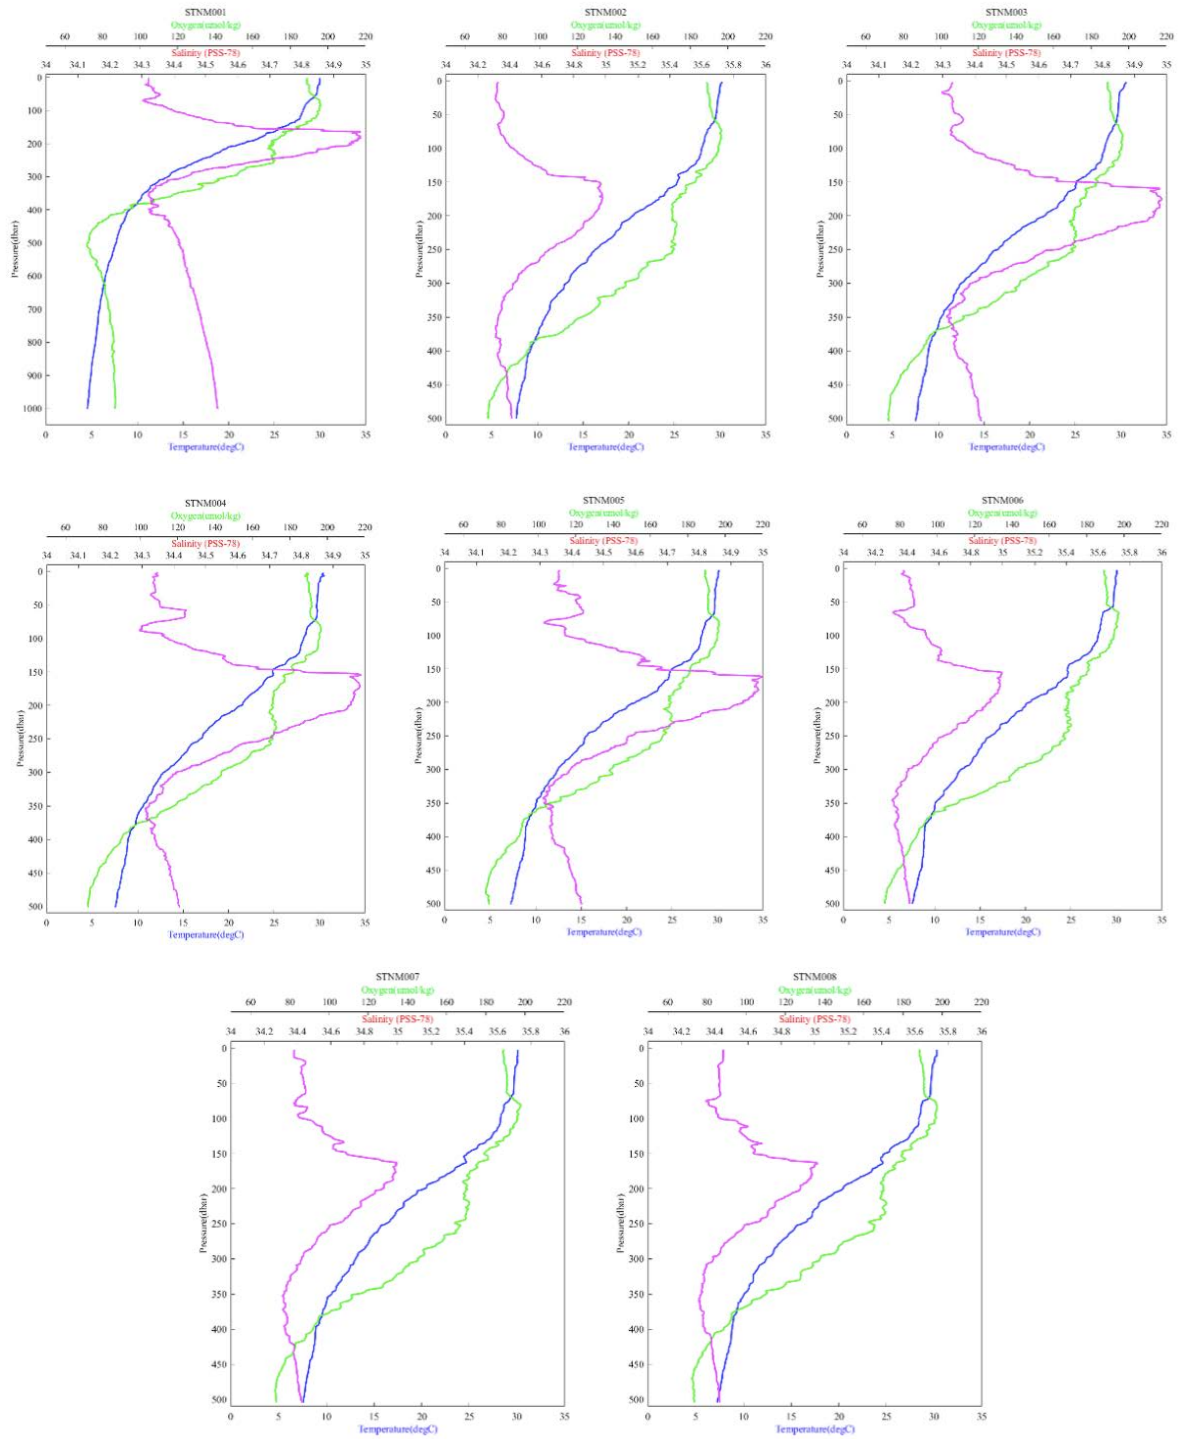 STNM001
Oxygen(umol/kg)
60 80 100 120 140 160 180 200 220
Salinity (PSS-78)
34 34.1 34.2 34.3 34.4 34.5 34.6 34.7 34.8 34.9 35
0
100
200
300
400
500
600
700
800
900
1000
Pressure(dbar)
0 5 10 15 20 25 30 35
Temperature(degC)
STNM002
Oxygen(umol/kg)
60 80 100 120 140 160 180 200 220
Salinity (PSS-78)
34 34.2 34.4 34.6 34.8 35 35.2 35.4 35.6 35.8 36
0
50
100
150
200
250
300
350
400
450
500
Pressure(dbar)
0 5 10 15 20 25 30 35
Temperature(degC)
STNM003
Oxygen(umol/kg)
60 80 100 120 140 160 180 200 220
Salinity (PSS-78)
34 34.1 34.2 34.3 34.4 34.5 34.6 34.7 34.8 34.9 35
0
50
100
150
200
250
300
350
400
450
500
Pressure(dbar)
0 5 10 15 20 25 30 35
Temperature(degC)
STNM004
Oxygen(umol/kg)
60 80 100 120 140 160 180 200 220
Salinity (PSS-78)
34 34.1 34.2 34.3 34.4 34.5 34.6 34.7 34.8 34.9 35
0
50
100
150
200
250
300
350
400
450
500
Pressure(dbar)
0 5 10 15 20 25 30 35
Temperature(degC)
STNM005
Oxygen(umol/kg)
60 80 100 120 140 160 180 200 220
Salinity (PSS-78)
34 34.1 34.2 34.3 34.4 34.5 34.6 34.7 34.8 34.9 35
0
50
100
150
200
250
300
350
400
450
500
Pressure(dbar)
0 5 10 15 20 25 30 35
Temperature(degC)
STNM006
Oxygen(umol/kg)
60 80 100 120 140 160 180 200 220
Salinity (PSS-78)
34 34.2 34.4 34.6 34.8 35 35.2 35.4 35.6 35.8 36
0
50
100
150
200
250
300
350
400
450
500
Pressure(dbar)
0 5 10 15 20 25 30 35
Temperature(degC)
STNM007
Oxygen(umol/kg)
60 80 100 120 140 160 180 200 220
Salinity (PSS-78)
34 34.2 34.4 34.6 34.8 35 35.2 35.4 35.6 35.8 36
0
50
100
150
200
250
300
350
400
450
500
Pressure(dbar)
0 5 10 15 20 25 30 35
Temperature(degC)
STNM008
Oxygen(umol/kg)
60 80 100 120 140 160 180 200 220
Salinity (PSS-78)
34 34.2 34.4 34.6 34.8 35 35.2 35.4 35.6 35.8 36
0
50
100
150
200
250
300
350
400
450
500
Pressure(dbar)
0 5 10 15 20 25 30 35
Temperature(degC)